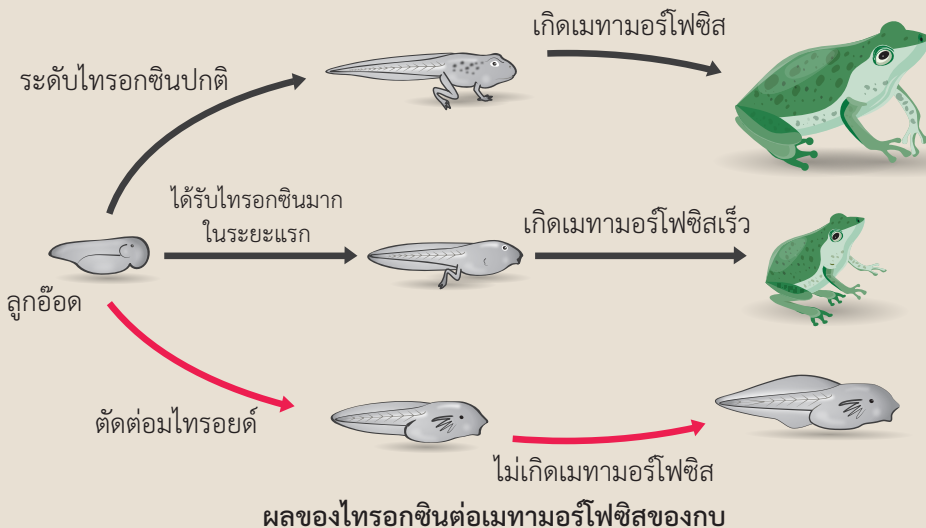 เกิดเมทามอร์โฟซิส
ระดับไทรอกซินปกติ
ได้รับไทรอกซินมาก
ในระยะแรก
เกิดเมทามอร์โฟซิสเร็ว
ลูกอ๊อด
ตัดต่อมไทรอยด์
ไม่เกิดเมทามอร์โฟซิส
ผลของไทรอกซินต่อเมทามอร์โฟซิสของกบ